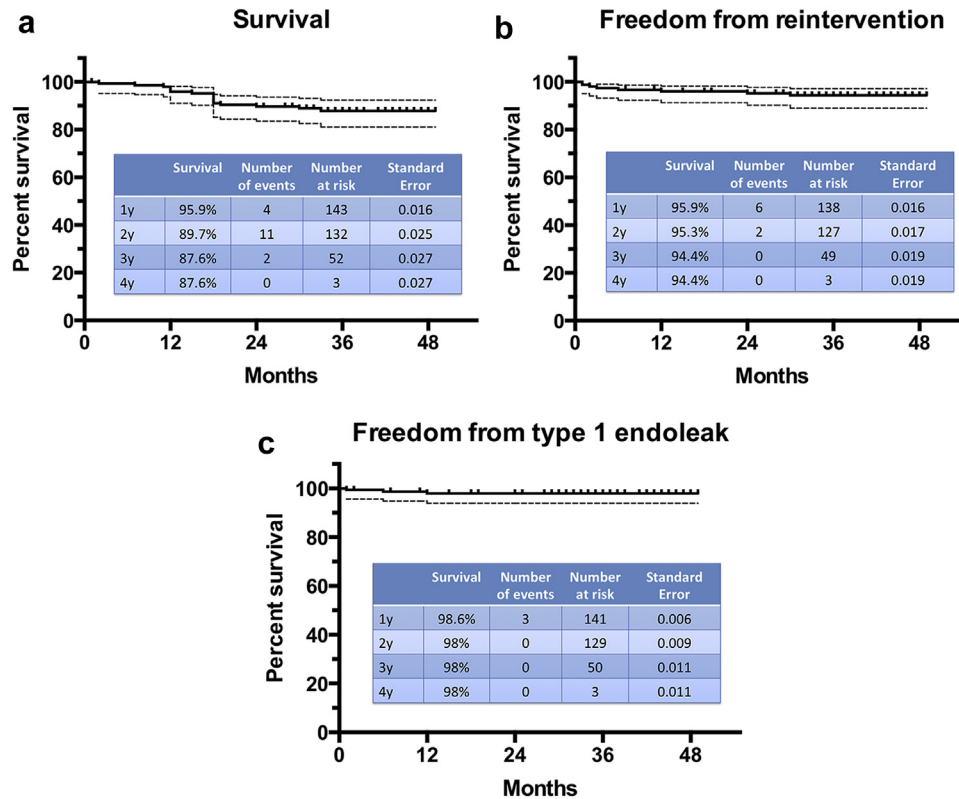 a
Survival
Percent survival
100
80
60
40
20
0
0 12 24 36 48
Months
Survival Number of events Number at risk Standard Error
1y 95.9% 4 143 0.016
2y 89.7% 11 132 0.025
3y 87.6% 2 52 0.027
4y 87.6% 0 3 0.027
b
Freedom from reintervention
Percent survival
100
80
60
40
20
0
0 12 24 36 48
Months
Survival Number of events Number at risk Standard Error
1y 95.9% 6 138 0.016
2y 95.3% 2 127 0.017
3y 94.4% 0 49 0.019
4y 94.4% 0 3 0.019
c
Freedom from type 1 endoleak
Percent survival
100
80
60
40
20
0
0 12 24 36 48
Months
Survival Number of events Number at risk Standard Error
1y 98.6% 3 141 0.006
2y 98% 0 129 0.009
3y 98% 0 50 0.011
4y 98% 0 3 0.011